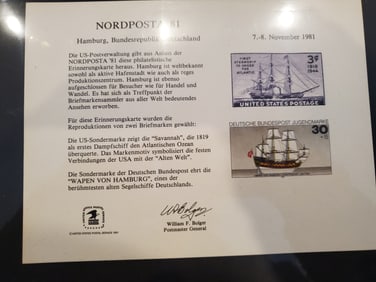 NORDPOSTA '81
Hamburg, Bundesrepublik Deutschland
7.-8. November 1981
Die US-Postverwaltung gibt aus Anlaß der
NORDPOSTA '81 diese philatelistische
Erinnerungskarte heraus. Hamburg ist weltbekannt
sowohl als aktive Hafenstadt wie auch als reges
Produktionszentrum. Hamburg ist ebenso
aufgeschlossen für Besucher wie für Handel und
Wandel. Es hat sich als Treffpunkt der
Briefmarkensammler aus aller Welt bedeutendes
Ansehen erworben.
Für diese Erinnerungskarte wurden die
Reproduktionen von zwei Briefmarken gewählt:
Die US-Sondermarke zeigt die "Savannah", die 1819
als erstes Dampfschiff den Atlantischen Ozean
überquerte. Das Markenmotiv symbolisiert die festen
Verbindungen der USA mit der "Alten Welt".
Die Sondermarke der Deutschen Bundespost ehrt die
"WAPEN VON HAMBURG", eines der
berühmtesten alten Segelschiffe Deutschlands.
FIRST
STEAMSHIP
TO CROSS
THE
ATLANTIC
3¢
1819
1944
UNITED STATES POSTAGE
DEUTSCHE BUNDESPOST JUGENDMARKE
30
William F. Bolger
Postmaster General